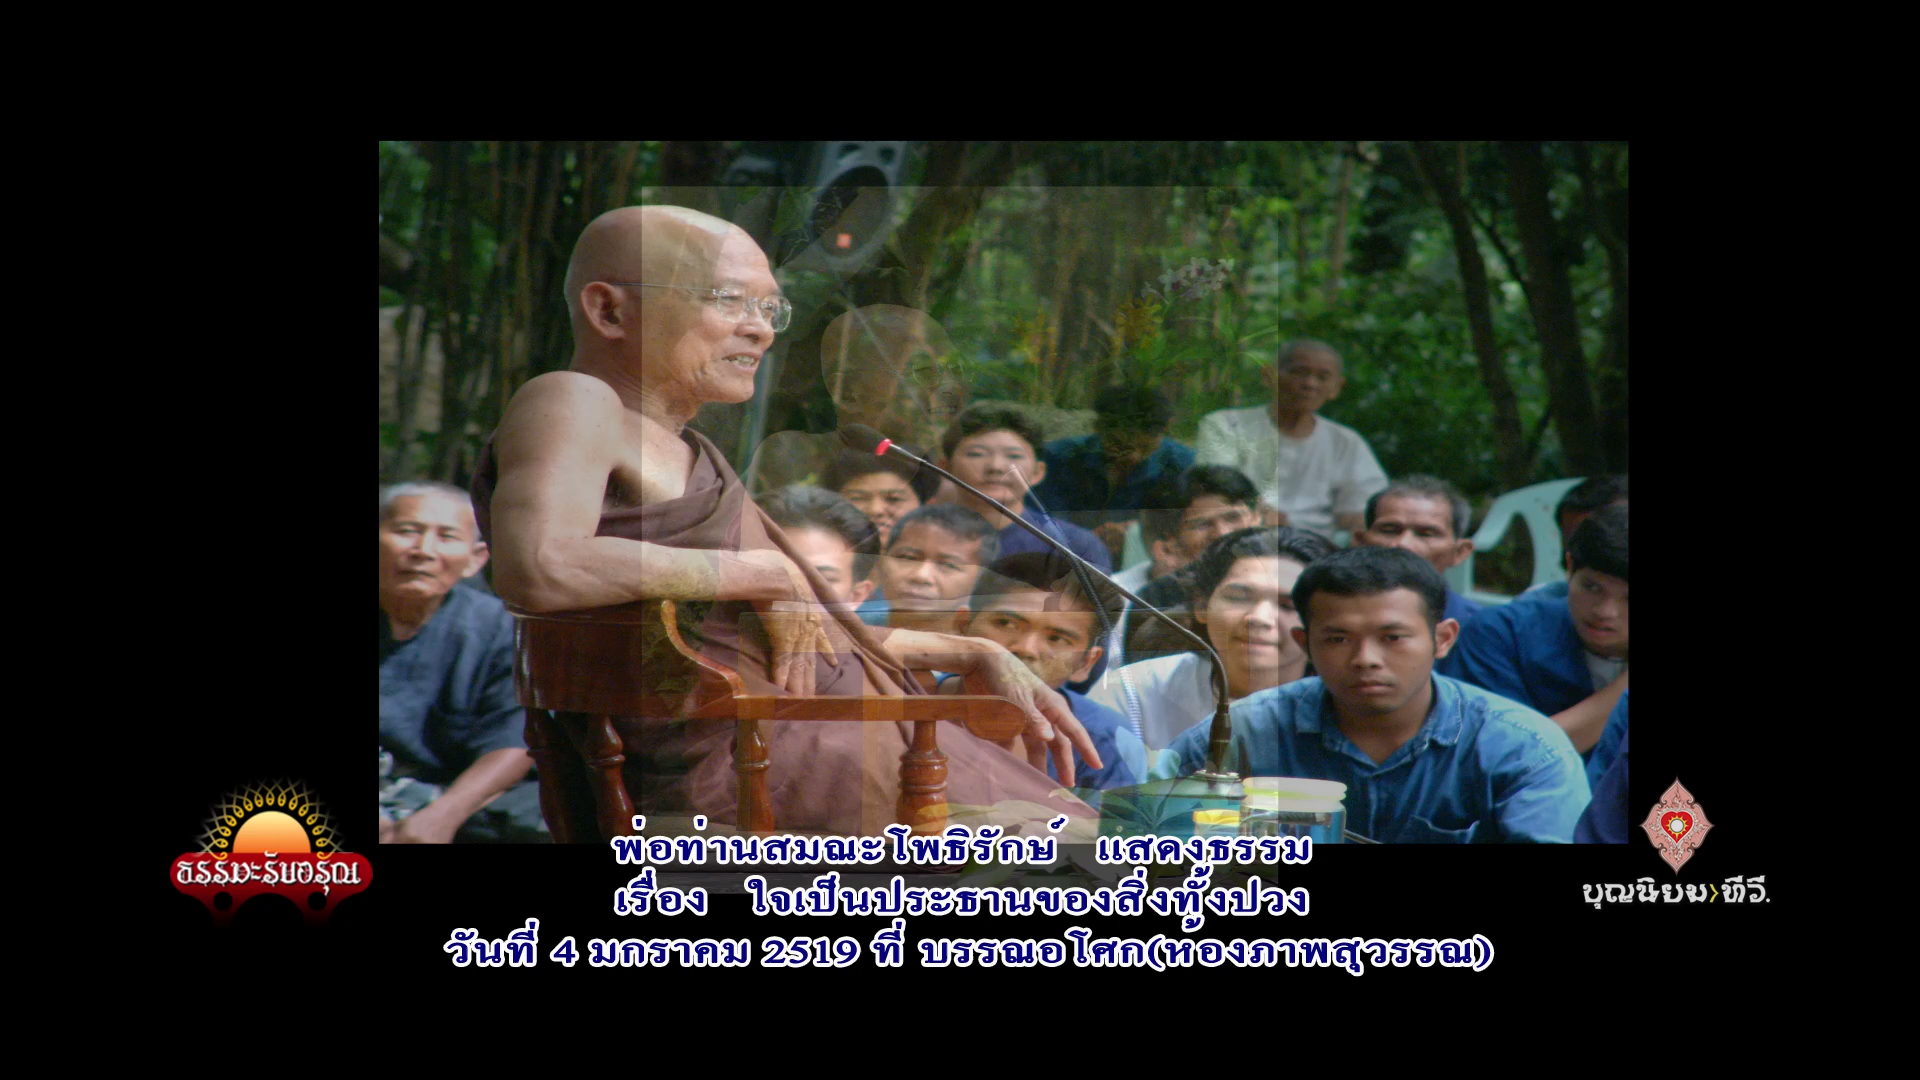 ธรรมะรับอรุณ
พ่อท่านสมณะโพธิรักษ์ แสดงธรรม
เรื่อง ใจเป็นประธานของสิ่งทั้งปวง
วันที่ 4 มกราคม 2519 ที่ บรรณอโศก(ห้องภาพสุวรรณ)
บุญนิยม>ทีวี.